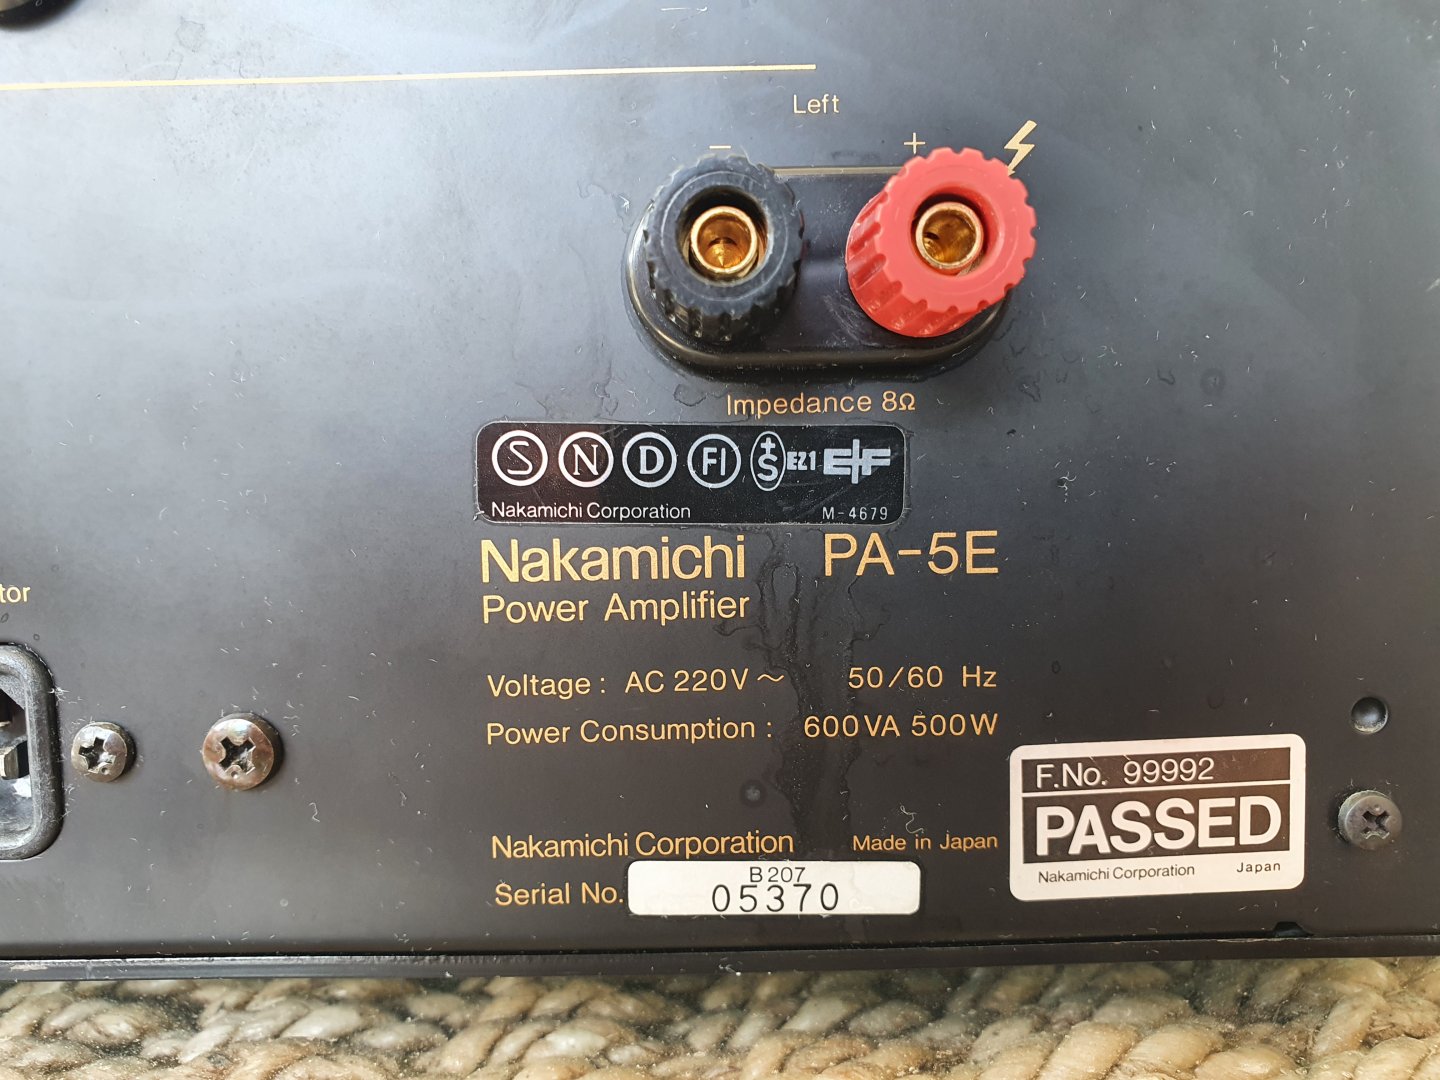 Left
- +
Impedance 8Ω
S N D FI +S EZ1
Nakamichi Corporation M-4679
Nakamichi PA-5E
Power Amplifier
tor
Voltage : AC 220V ~ 50/60 Hz
Power Consumption : 600VA 500W
F.No. 99992
PASSED
Nakamichi Corporation Japan
Nakamichi Corporation Made in Japan
B207
Serial No. 05370